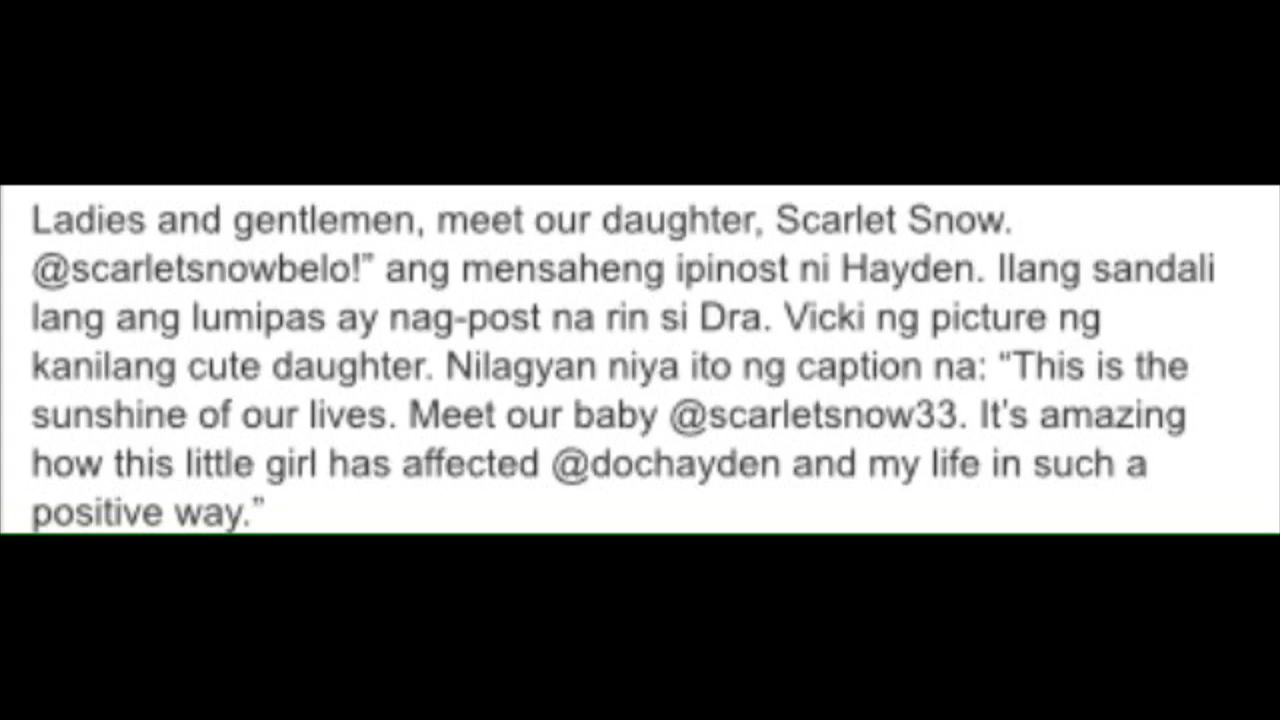 Ladies and gentlemen, meet our daughter, Scarlet Snow.
@scarletsnowbelo!” ang mensaheng ipinost ni Hayden. Ilang sandali
lang ang lumipas ay nag-post na rin si Dra. Vicki ng picture ng
kanilang cute daughter. Nilagyan niya ito ng caption na: “This is the
sunshine of our lives. Meet our baby @scarletsnow33. It’s amazing
how this little girl has affected @dochayden and my life in such a
positive way.”